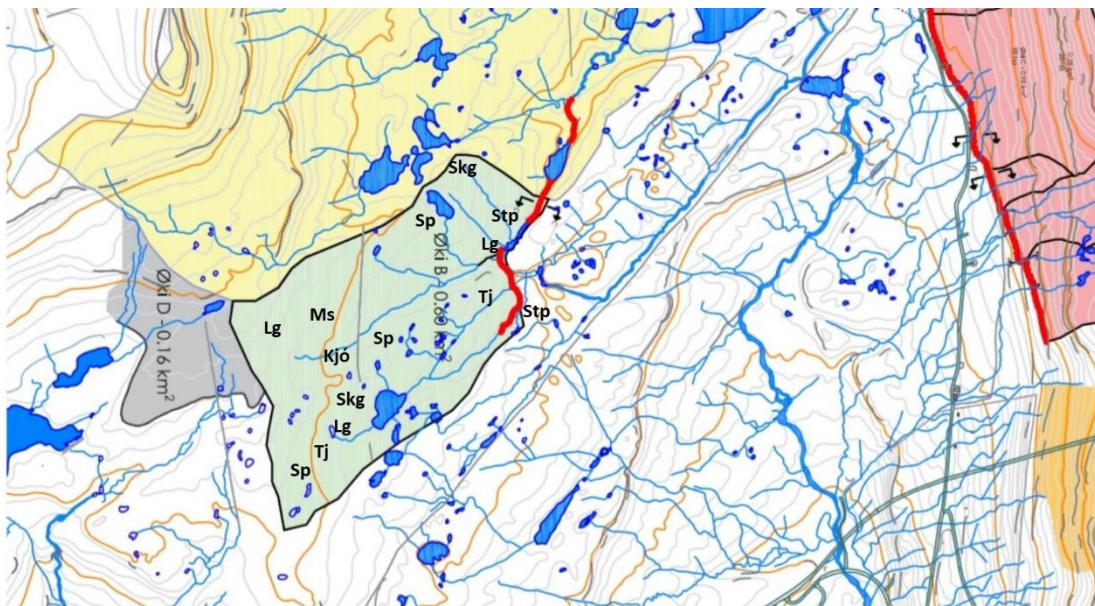 Skg
Sp
Stp
Lg
Øki B - 0.60 km²
Tj
Stp
Ms
Lg
Sp
Kjó
Skg
Lg
Tj
Sp
Øki D - 0.16 km²